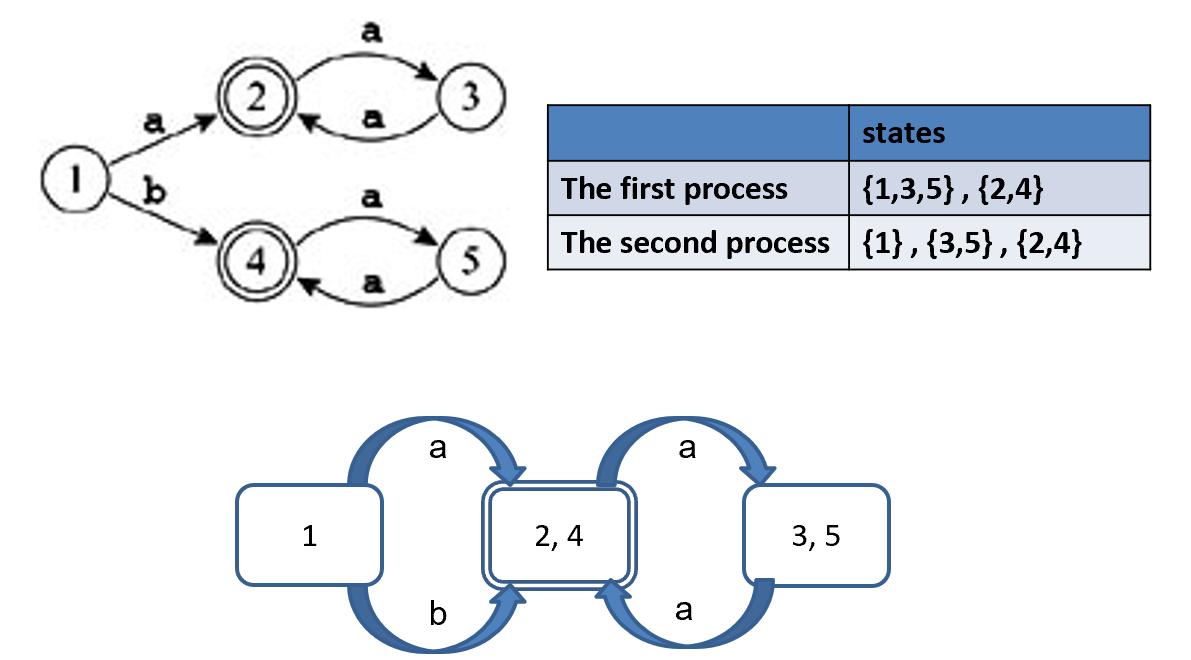 a
2
3
a
a
1
b
a
4
5
a
states
The first process
{1,3,5} , {2,4}
The second process
{1} , {3,5} , {2,4}
a
a
1
2, 4
3, 5
b
a